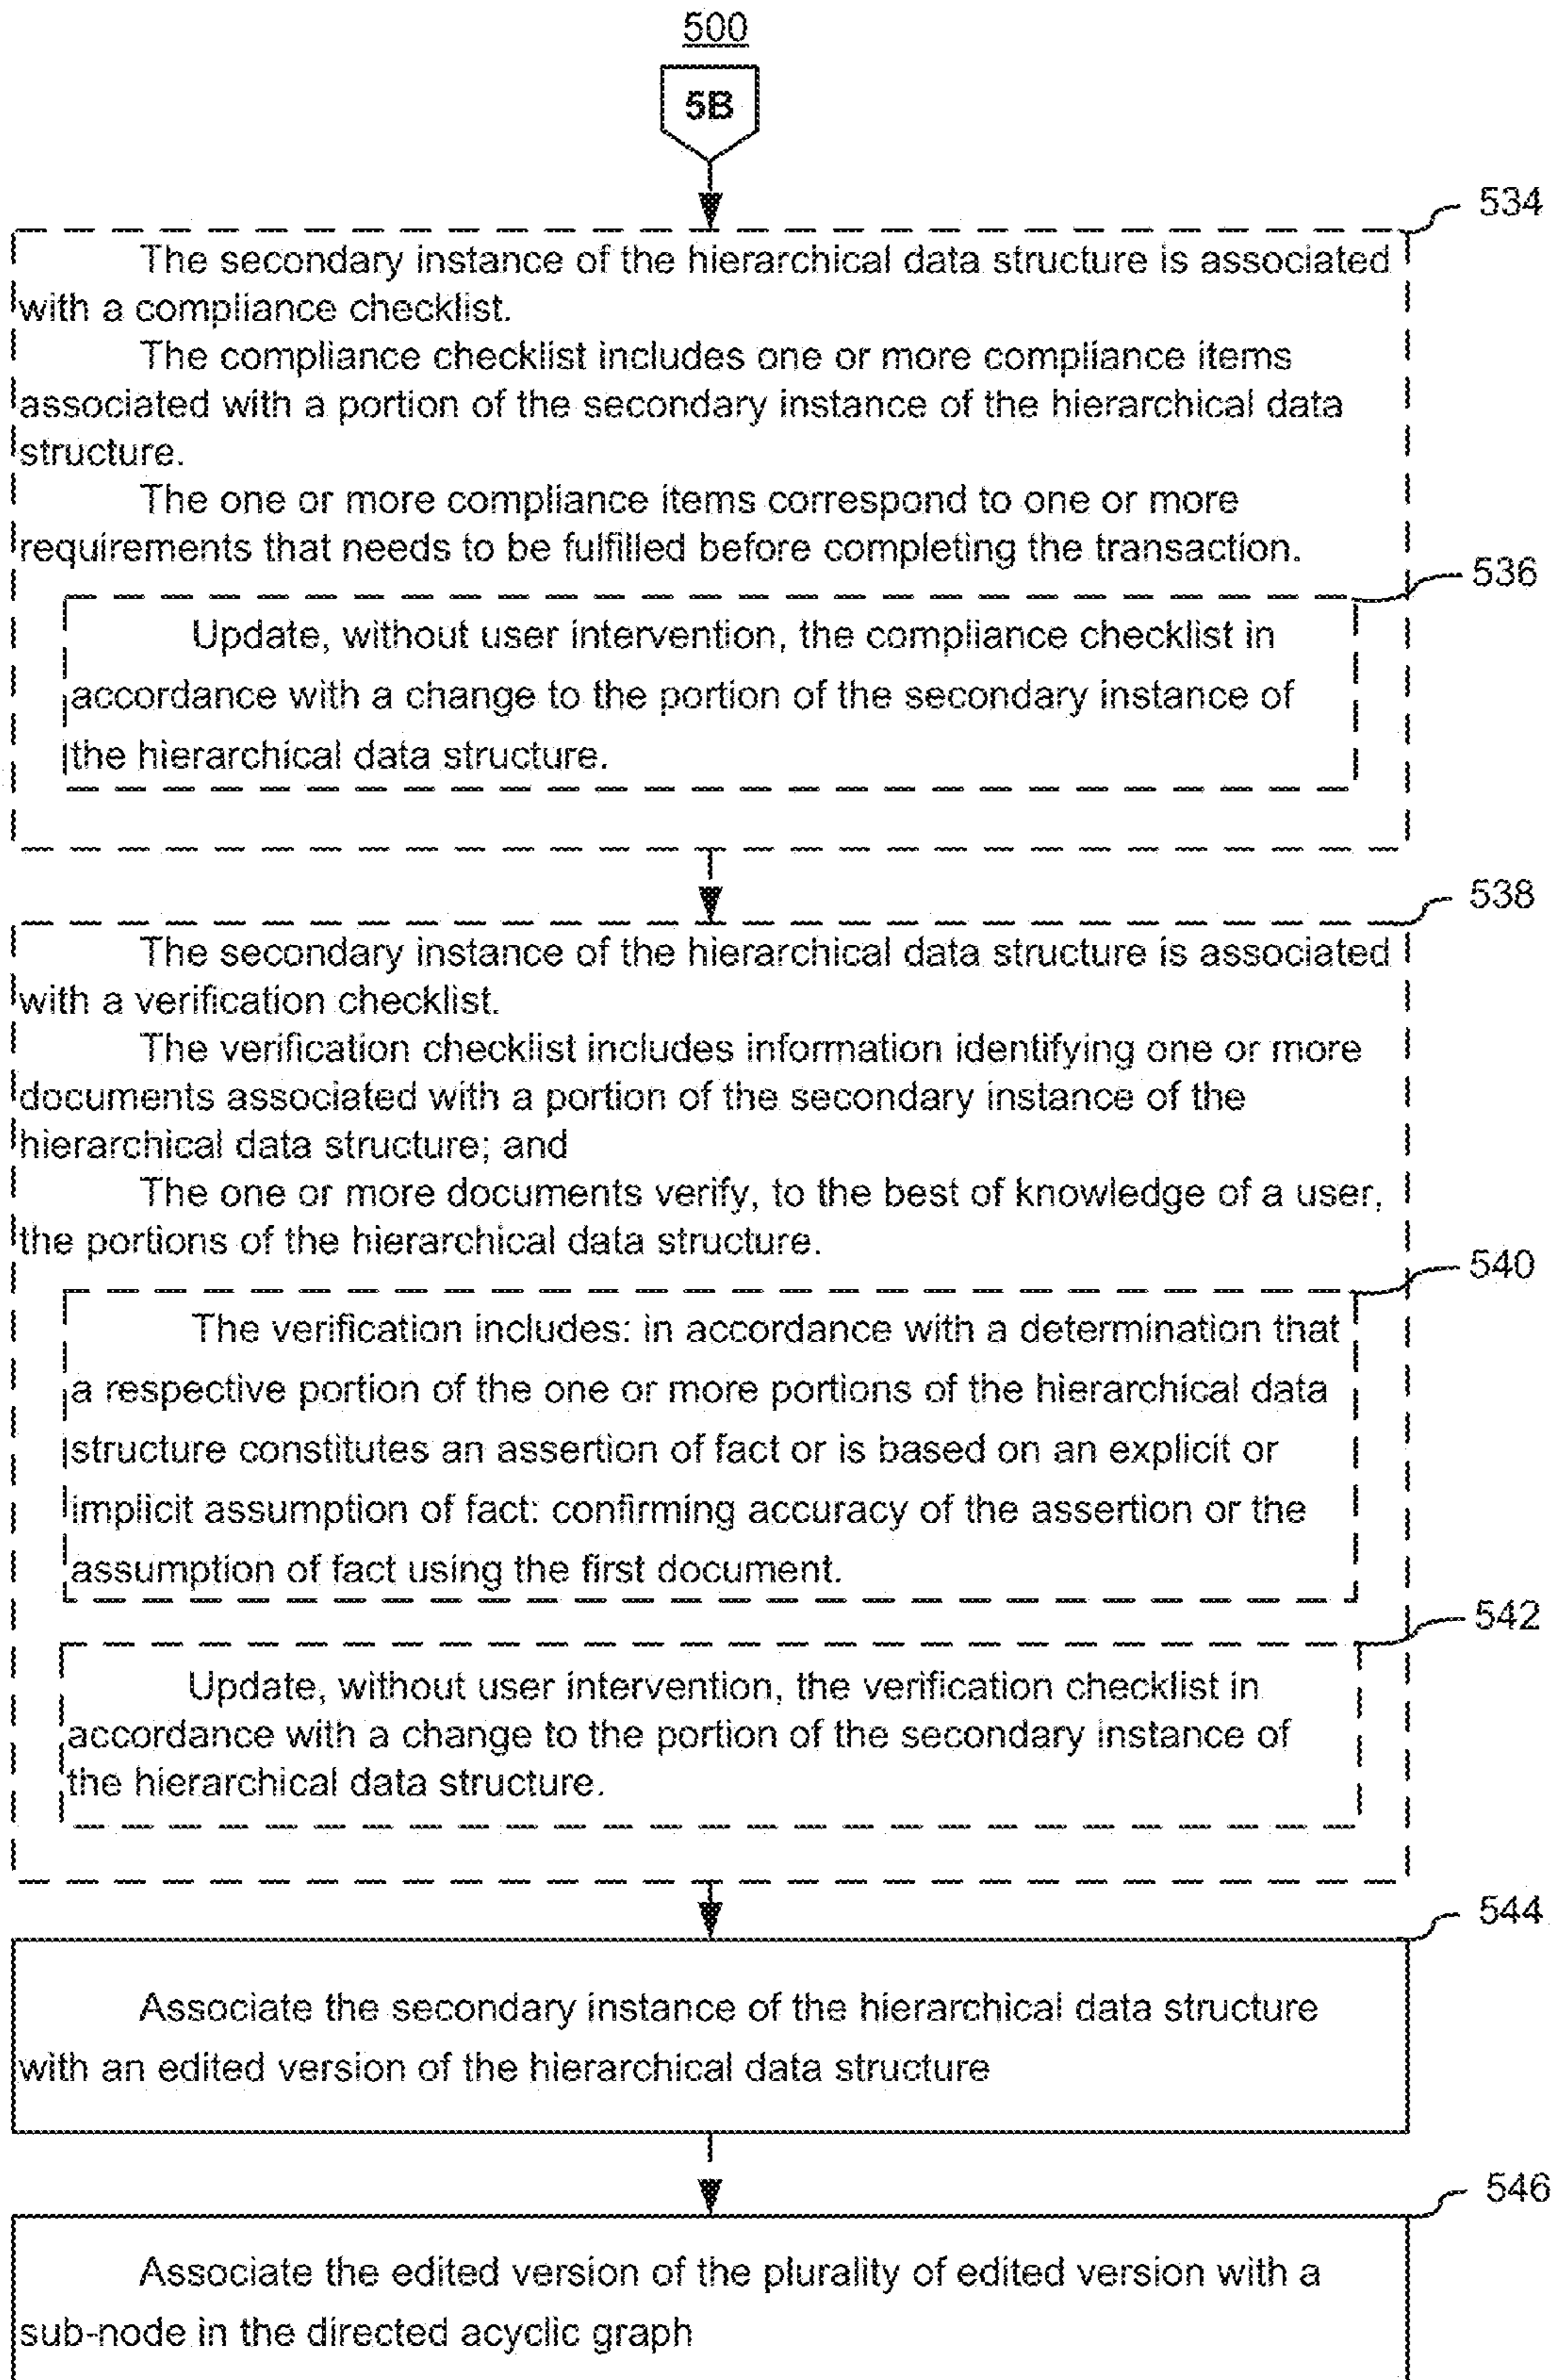 500
5B
534
The secondary instance of the hierarchical data structure is associated
with a compliance checklist.
The compliance checklist includes one or more compliance items
associated with a portion of the secondary instance of the hierarchical data
structure.
The one or more compliance items correspond to one or more
requirements that needs to be fulfilled before completing the transaction.
536
Update, without user intervention, the compliance checklist in
accordance with a change to the portion of the secondary instance of
the hierarchical data structure.
538
The secondary instance of the hierarchical data structure is associated
with a verification checklist.
The verification checklist includes information identifying one or more
documents associated with a portion of the secondary instance of the
hierarchical data structure; and
The one or more documents verify, to the best of knowledge of a user,
the portions of the hierarchical data structure.
540
The verification includes: in accordance with a determination that
a respective portion of the one or more portions of the hierarchical data
structure constitutes an assertion of fact or is based on an explicit or
implicit assumption of fact: confirming accuracy of the assertion or the
assumption of fact using the first document.
542
Update, without user intervention, the verification checklist in
accordance with a change to the portion of the secondary instance of
the hierarchical data structure.
544
Associate the secondary instance of the hierarchical data structure
with an edited version of the hierarchical data structure
546
Associate the edited version of the plurality of edited version with a
sub-node in the directed acyclic graph